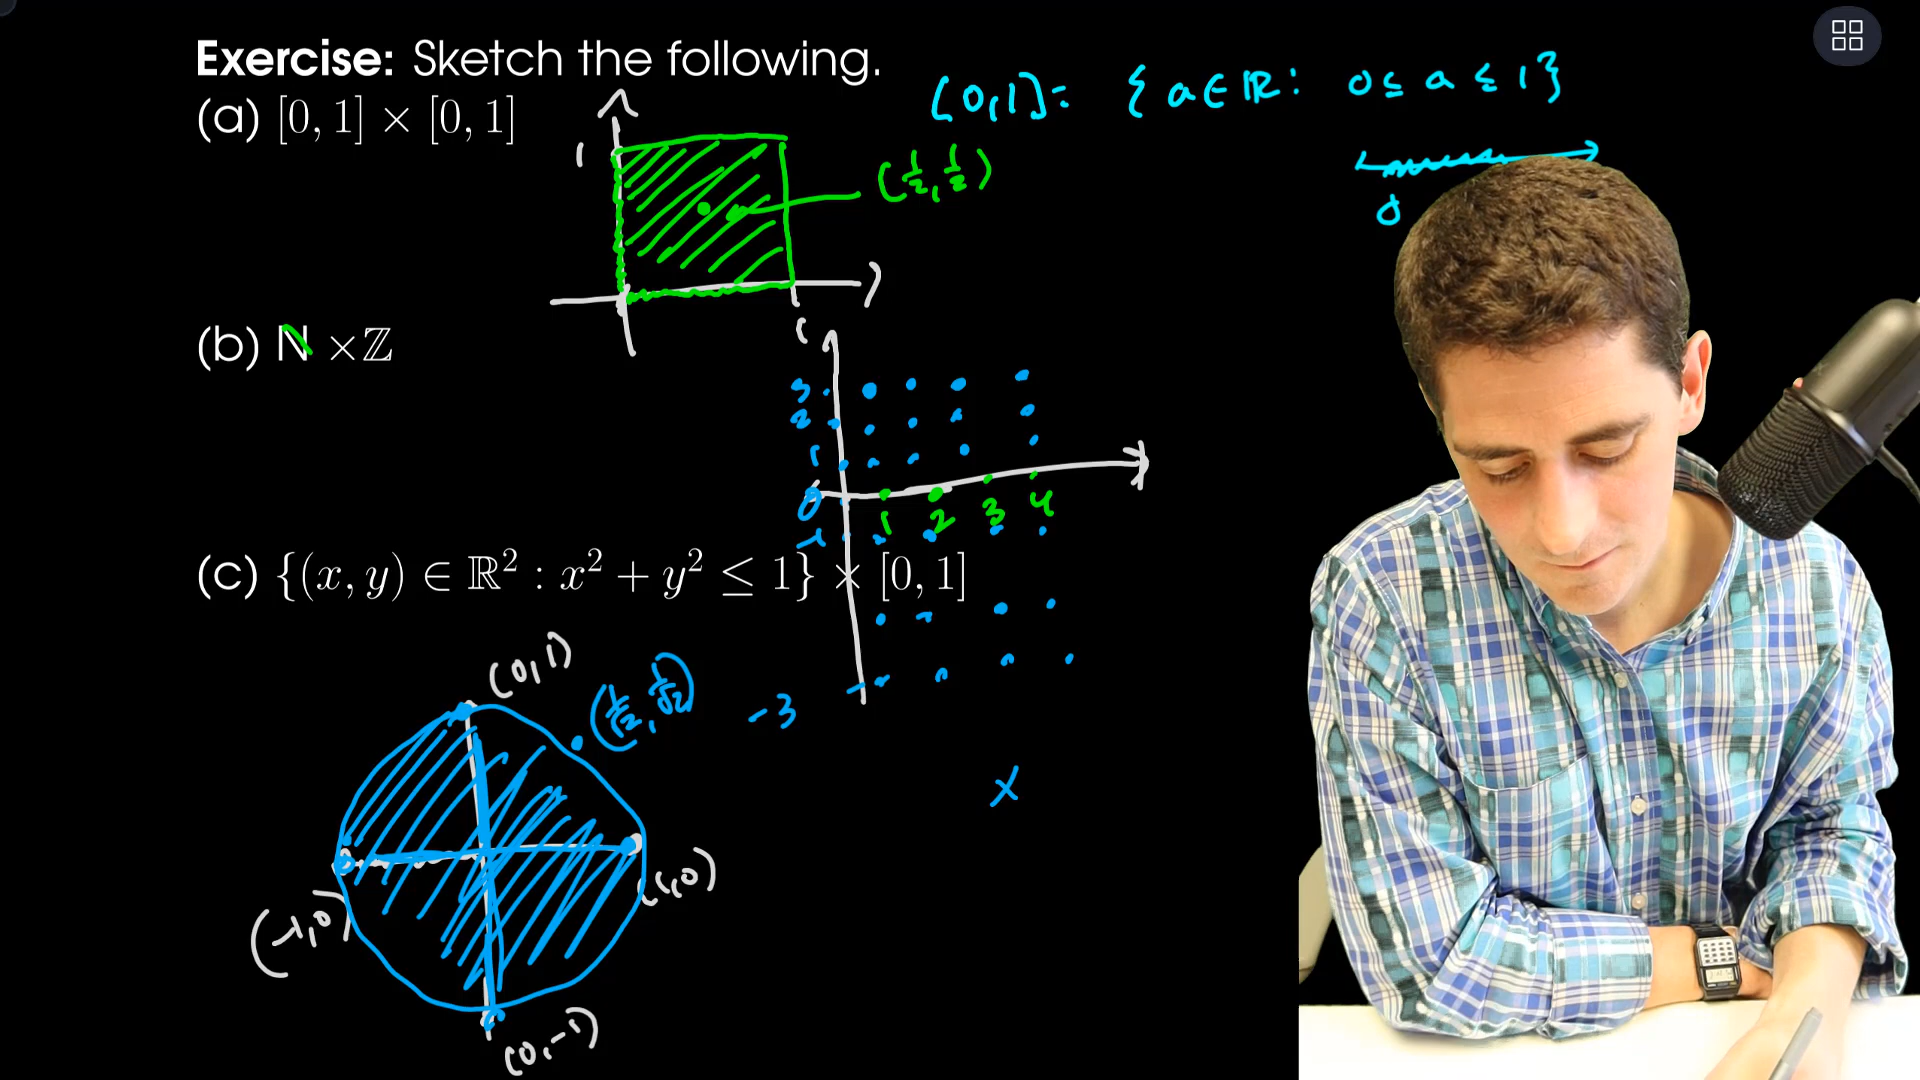 Exercise: Sketch the following.
(a) [0, 1] × [0, 1]
[0,1]= {a∈ℝ: 0≤a≤1}
0
1
(½,½)
1
(b) ℕ × ℤ
3
2
1
0
1 2 3 4
-1
(c) {(x, y) ∈ ℝ² : x² + y² ≤ 1} × [0, 1]
(0,1)
(1/√2, 1/√2)
-3
×
(-1,0)
(1,0)
(0,-1)